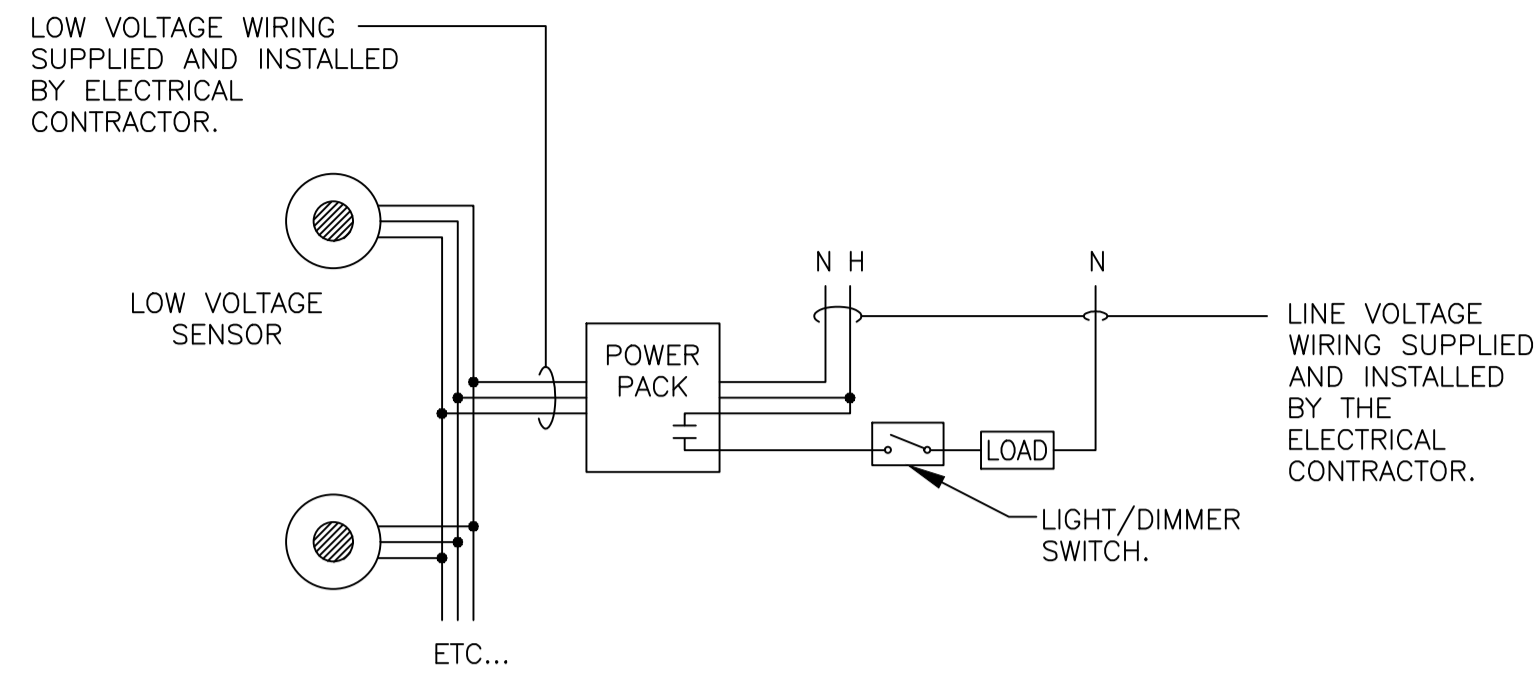 LOW VOLTAGE WIRING
SUPPLIED AND INSTALLED
BY ELECTRICAL
CONTRACTOR.
LOW VOLTAGE
SENSOR
POWER
PACK
N H
N
LINE VOLTAGE
WIRING SUPPLIED
AND INSTALLED
BY THE
ELECTRICAL
CONTRACTOR.
LOAD
LIGHT/DIMMER
SWITCH.
ETC...